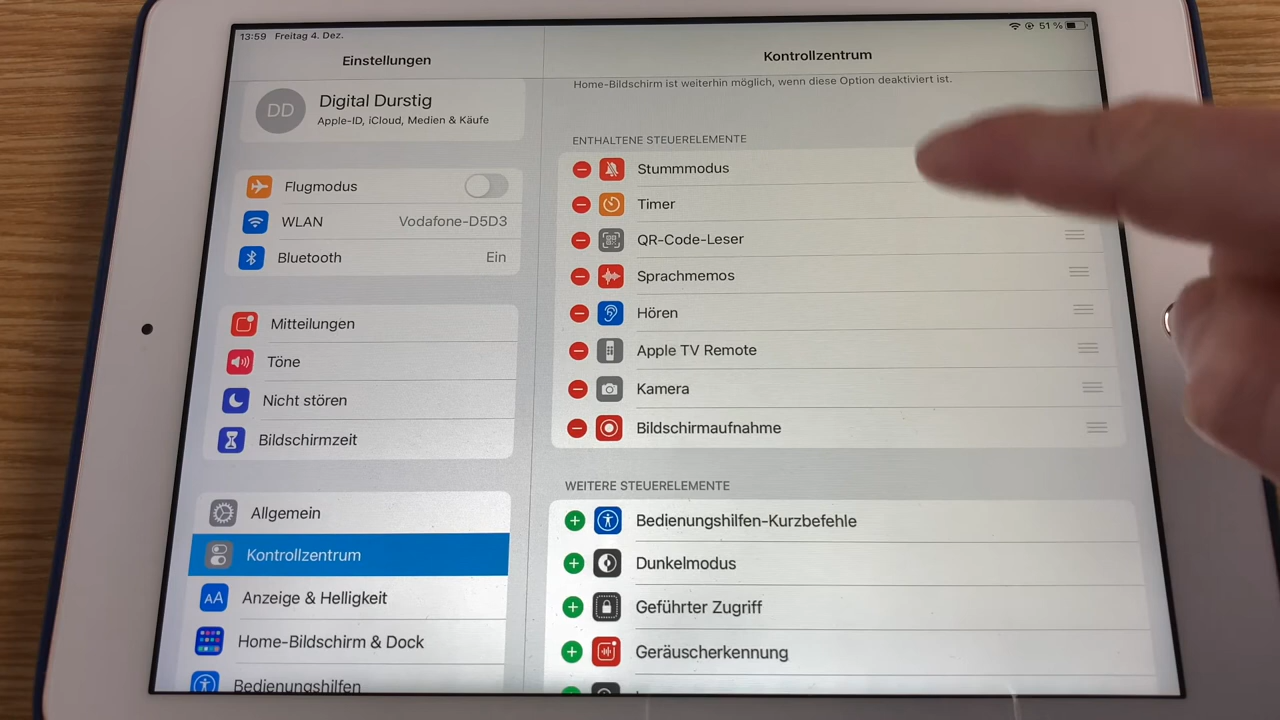 13:59 Freitag 4. Dez.
51 %
Einstellungen
DD
Digital Durstig
Apple-ID, iCloud, Medien & Käufe
Flugmodus
WLAN Vodafone-D5D3
Bluetooth Ein
Mitteilungen
Töne
Nicht stören
Bildschirmzeit
Allgemein
Kontrollzentrum
AA Anzeige & Helligkeit
Home-Bildschirm & Dock
Bedienungshilfen
Kontrollzentrum
Home-Bildschirm ist weiterhin möglich, wenn diese Option deaktiviert ist.
ENTHALTENE STEUERELEMENTE
Stummmodus
Timer
QR-Code-Leser
Sprachmemos
Hören
Apple TV Remote
Kamera
Bildschirmaufnahme
WEITERE STEUERELEMENTE
Bedienungshilfen-Kurzbefehle
Dunkelmodus
Geführter Zugriff
Geräuscherkennung